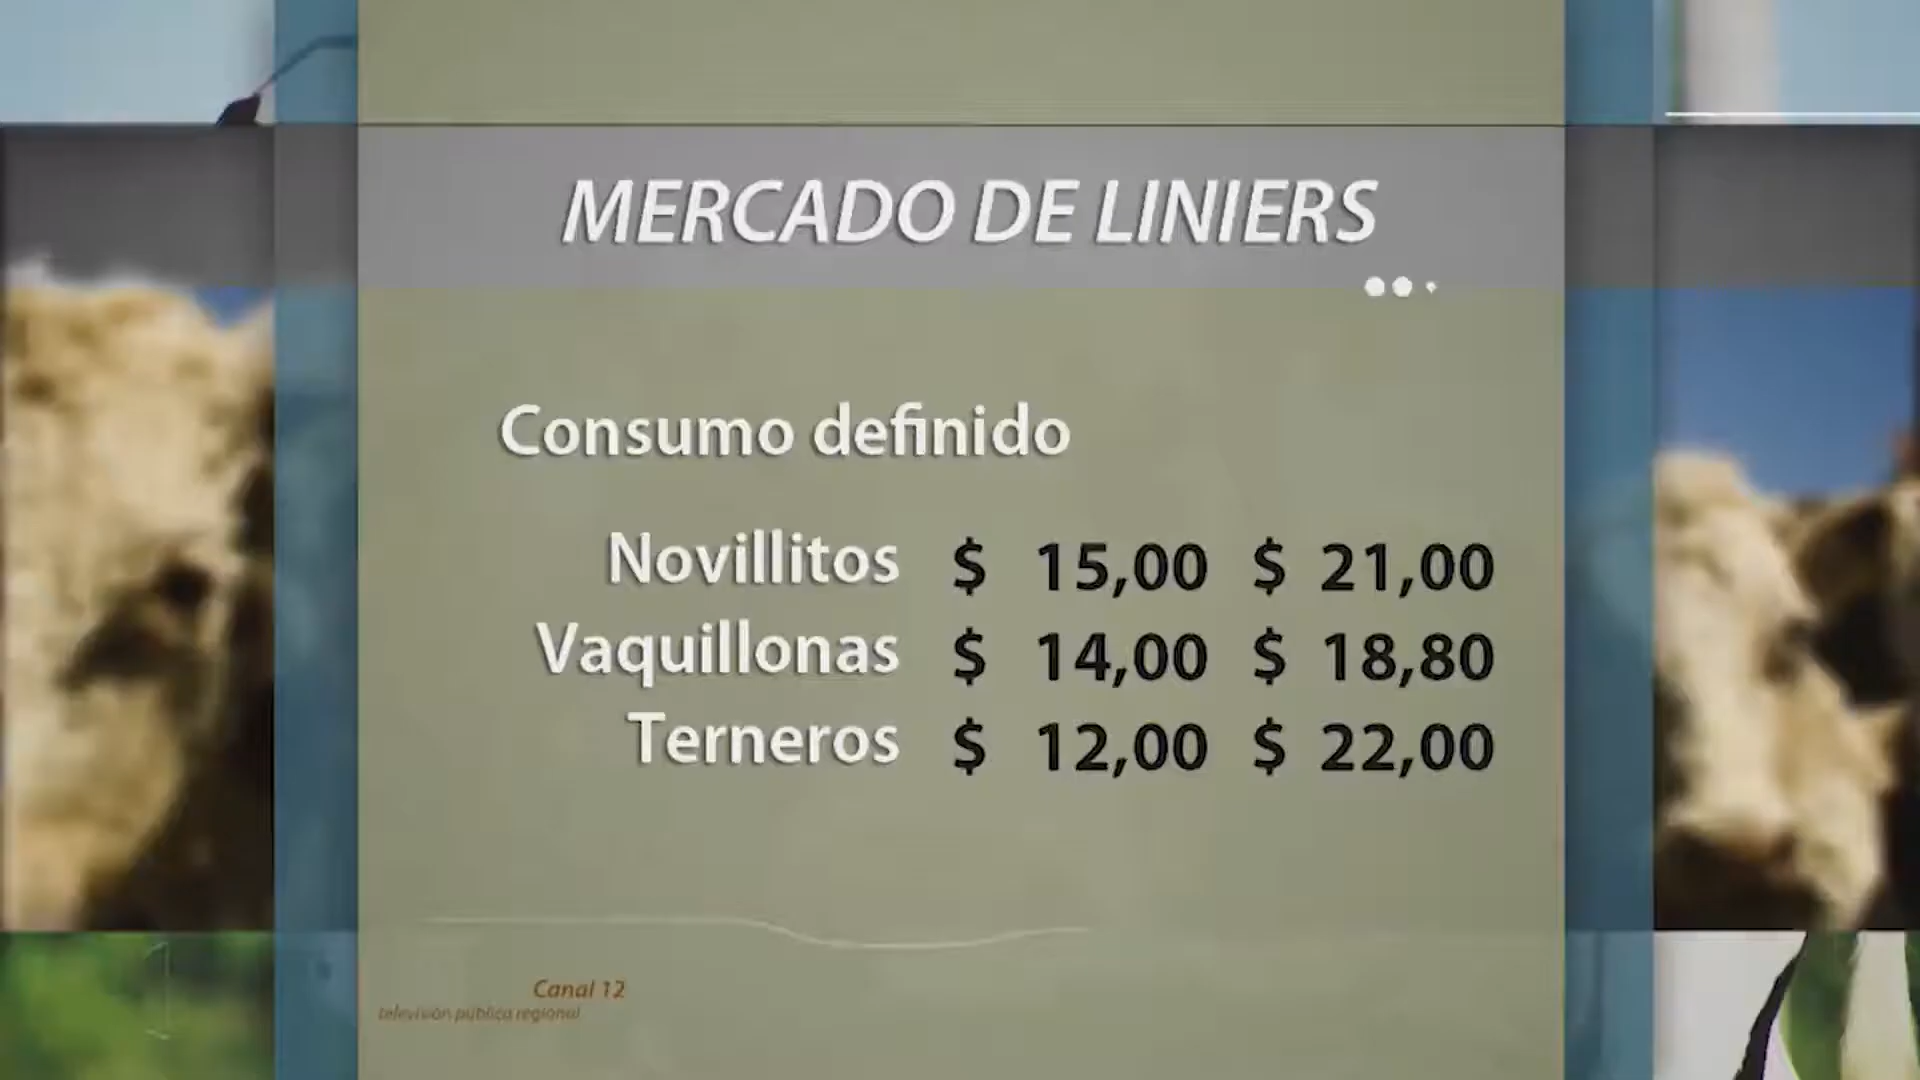 MERCADO DE LINIERS
Consumo definido
Novillitos $ 15,00 $ 21,00
Vaquillonas $ 14,00 $ 18,80
Terneros $ 12,00 $ 22,00
Canal 12
televisión pública regional